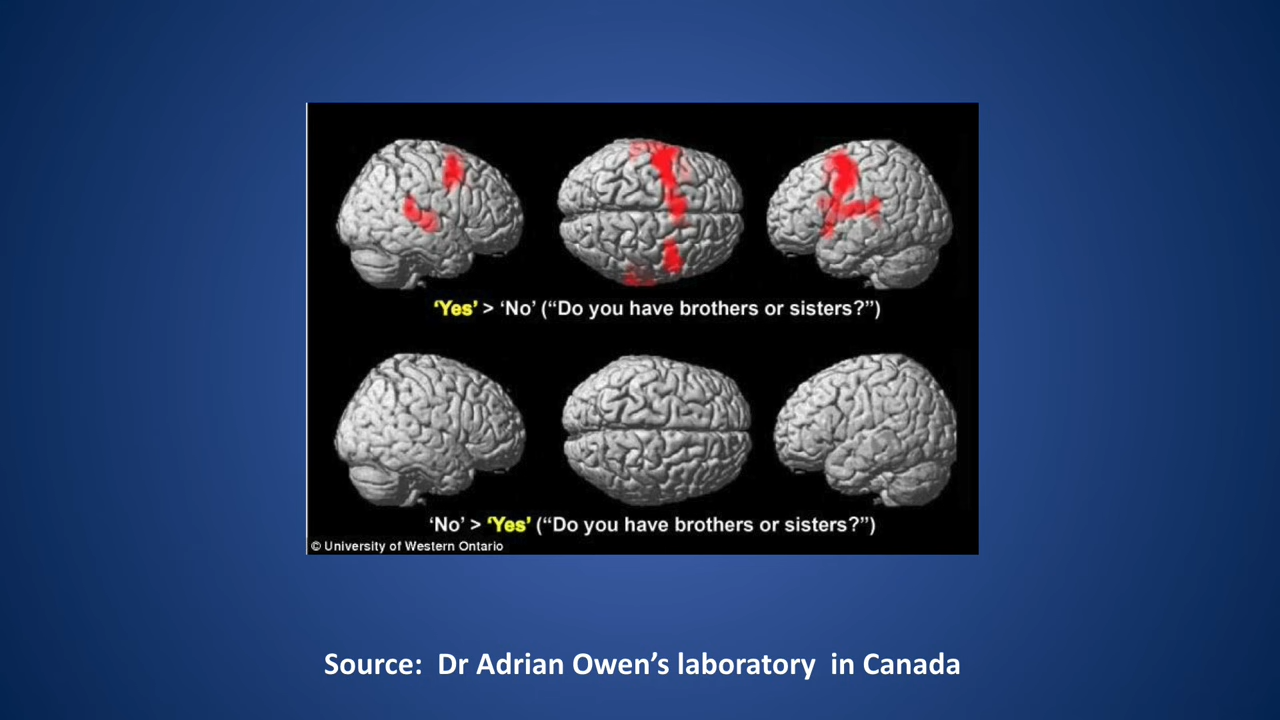 ‘Yes’ > ‘No’ (“Do you have brothers or sisters?”)
‘No’ > ‘Yes’ (“Do you have brothers or sisters?”)
© University of Western Ontario
Source:  Dr Adrian Owen’s laboratory  in Canada